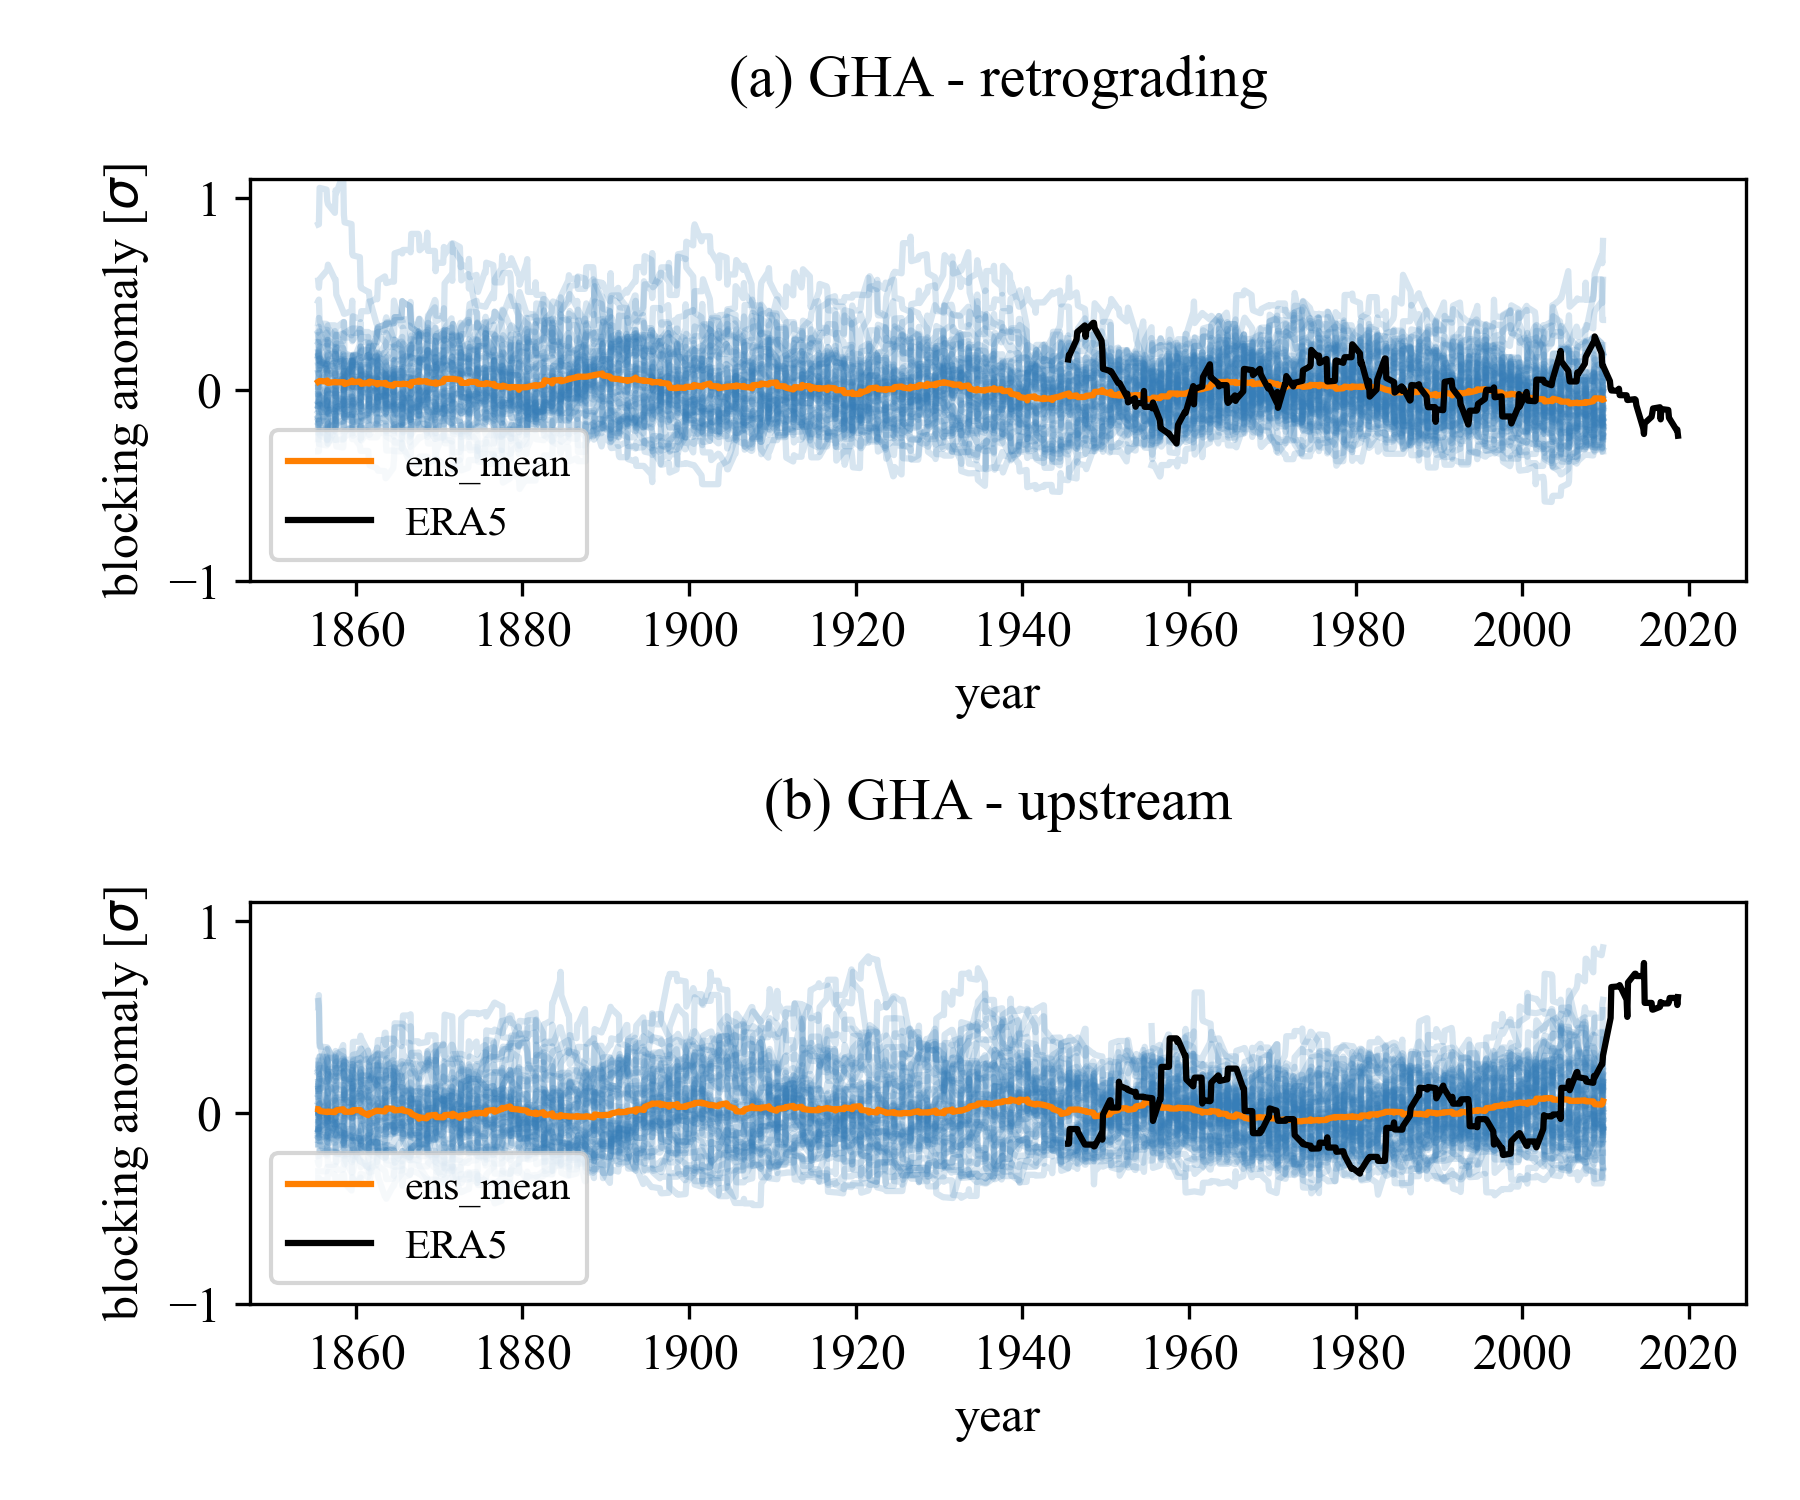 (a) GHA - retrograding
blocking anomaly [σ]
1
0
−1
ens_mean
ERA5
1860 1880 1900 1920 1940 1960 1980 2000 2020
year
(b) GHA - upstream
blocking anomaly [σ]
1
0
−1
ens_mean
ERA5
1860 1880 1900 1920 1940 1960 1980 2000 2020
year